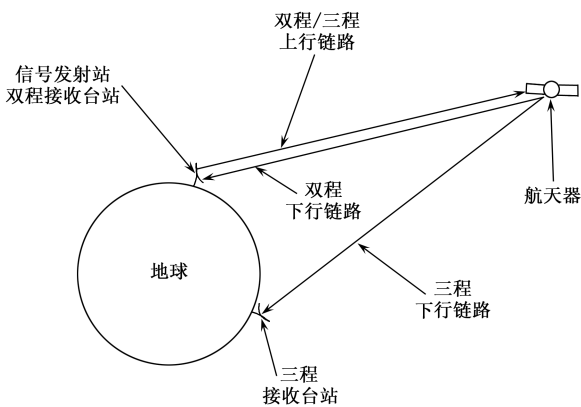 双程/三程
上行链路
信号发射站
双程接收台站
双程
下行链路
航天器
地球
三程
下行链路
三程
接收台站